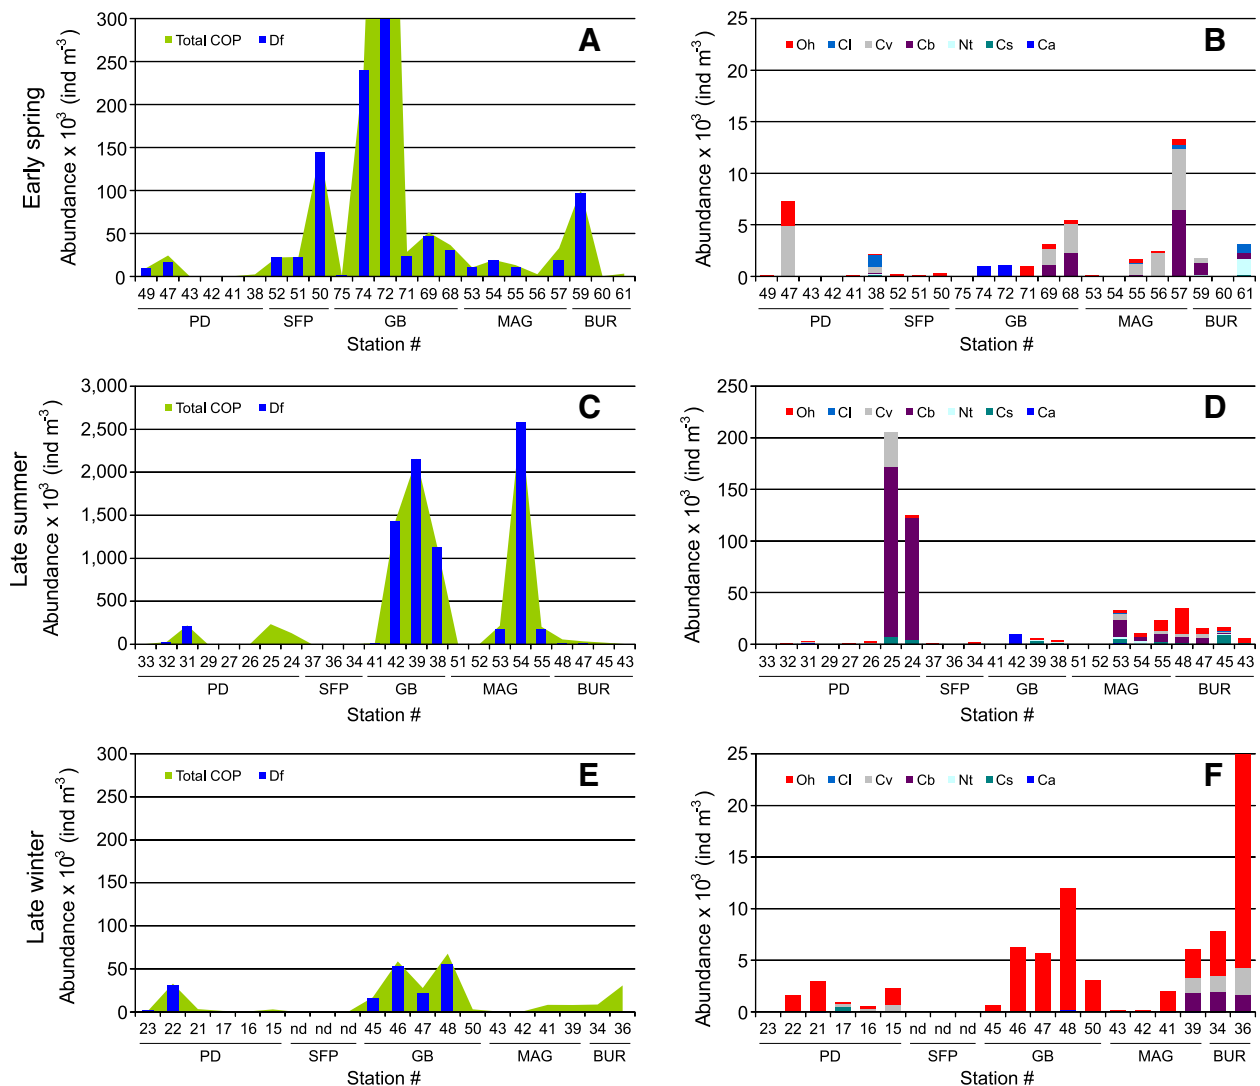 Early spring
Abundance x 10³ (ind m⁻³)
300
250
200
150
100
50
0
Total COP Df
A
49 47 43 42 41 38 52 51 50 75 74 72 71 69 68 53 54 55 56 57 59 60 61
PD SFP GB MAG BUR
Station #
Abundance x 10³ (ind m⁻³)
25
20
15
10
5
0
Oh Cl Cv Cb Nt Cs Ca
B
49 47 43 42 41 38 52 51 50 75 74 72 71 69 68 53 54 55 56 57 59 60 61
PD SFP GB MAG BUR
Station #
Late summer
Abundance x 10³ (ind m⁻³)
3,000
2,500
2,000
1,500
1,000
500
0
Total COP Df
C
33 32 31 29 27 26 25 24 37 36 34 41 42 39 38 51 52 53 54 55 48 47 45 43
PD SFP GB MAG BUR
Station #
Abundance x 10³ (ind m⁻³)
250
200
150
100
50
0
Oh Cl Cv Cb Nt Cs Ca
D
33 32 31 29 27 26 25 24 37 36 34 41 42 39 38 51 52 53 54 55 48 47 45 43
PD SFP GB MAG BUR
Station #
Late winter
Abundance x 10³ (ind m⁻³)
300
250
200
150
100
50
0
Total COP Df
E
23 22 21 17 16 15 nd nd nd 45 46 47 48 50 43 42 41 39 34 36
PD SFP GB MAG BUR
Station #
Abundance x 10³ (ind m⁻³)
25
20
15
10
5
0
Oh Cl Cv Cb Nt Cs Ca
F
23 22 21 17 16 15 nd nd nd 45 46 47 48 50 43 42 41 39 34 36
PD SFP GB MAG BUR
Station #